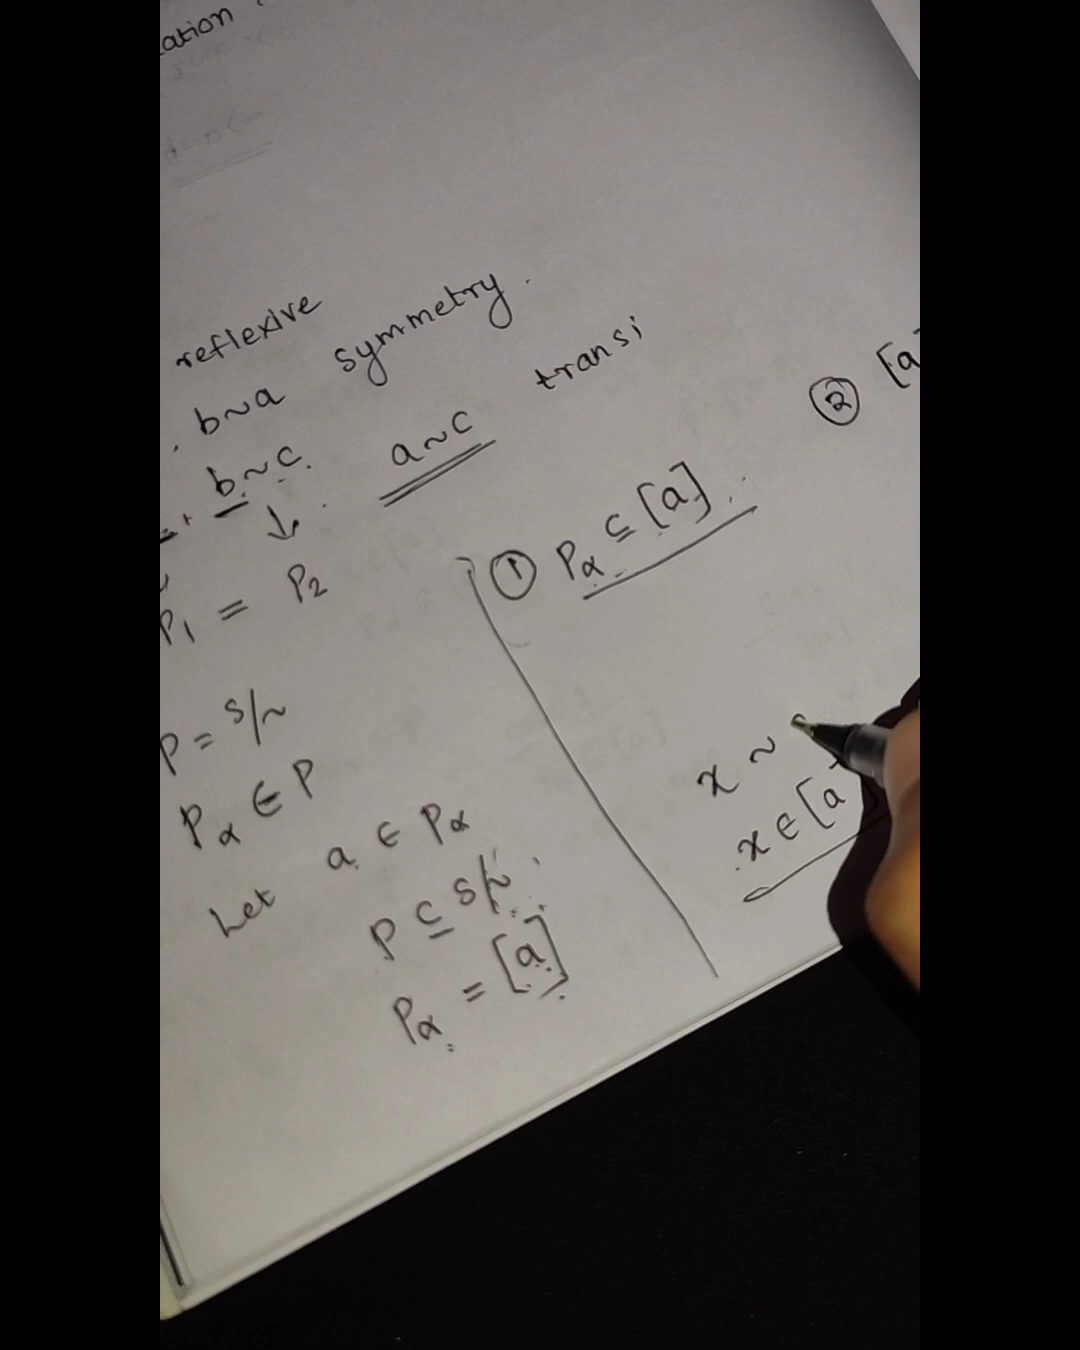 ation
reflexive
b~a symmetry.
b~c. a~c transi
↓
P₁ = P₂
P = S/~
Pα ∈ P
Let a ∈ Pα
P ⊆ S/~
Pα = [a]
① Pα ⊆ [a]
x ~
x ∈ [a
② [a